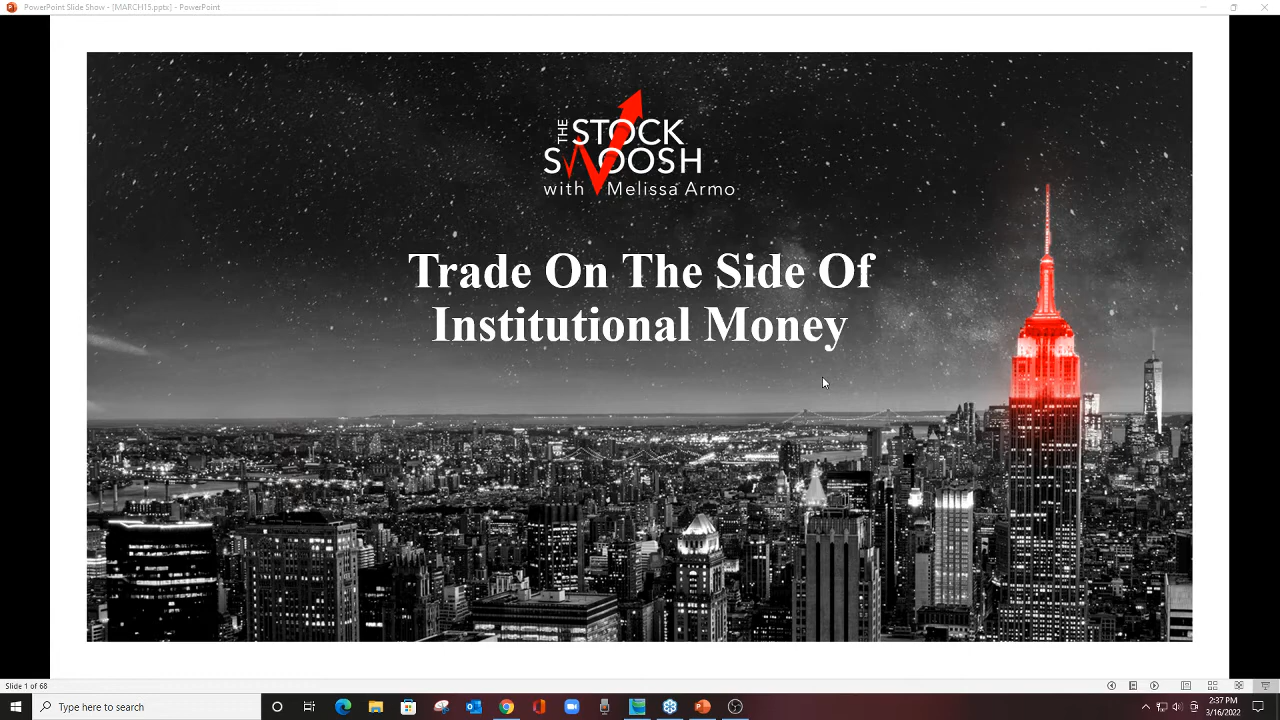 PowerPoint Slide Show - [MARCH15.pptx] - PowerPoint
THE STOCK
SWOOSH
with Melissa Armo
Trade On The Side Of
Institutional Money
Slide 1 of 68
Type here to search
2:37 PM
3/16/2022